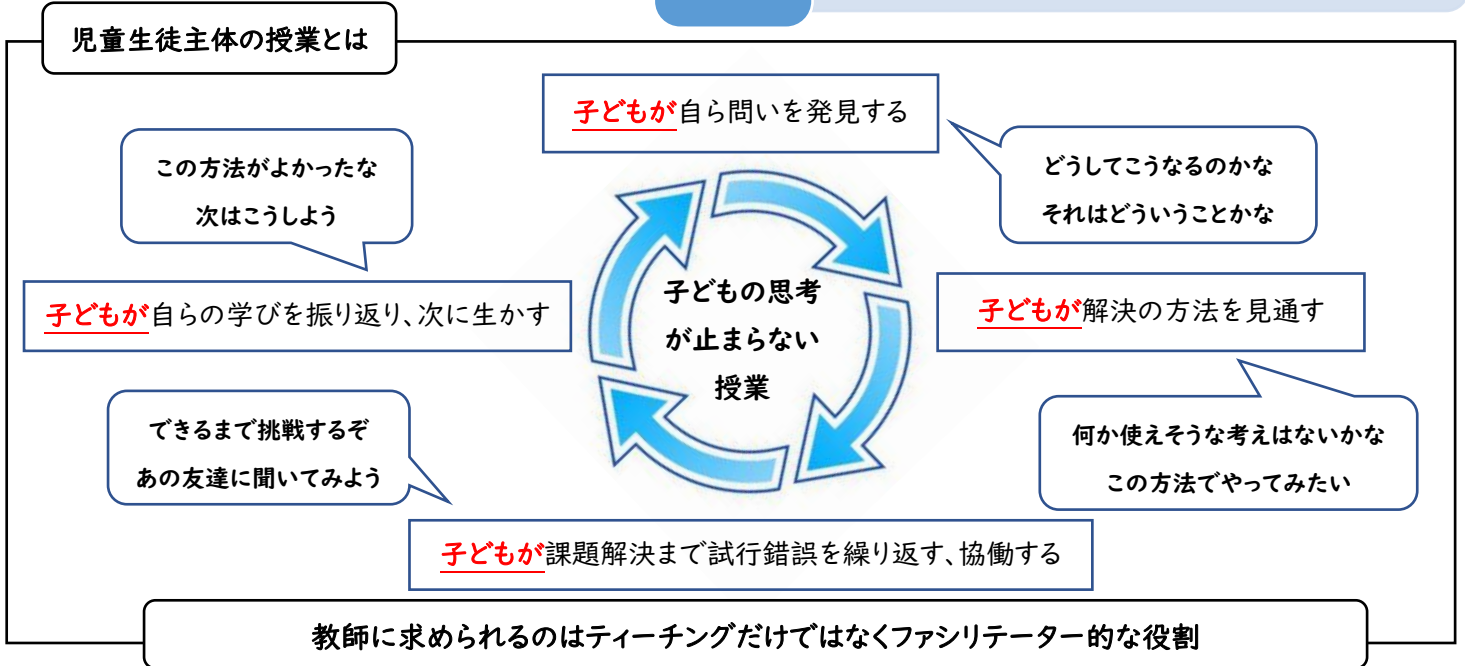 児童生徒主体の授業とは
子どもが自ら問いを発見する
どうしてこうなるのかな
それはどういうことかな
この方法がよかったな
次はこうしよう
子どもが自らの学びを振り返り、次に生かす
子どもの思考
が止まらない
授業
子どもが解決の方法を見通す
何か使えそうな考えはないかな
この方法でやってみたい
できるまで挑戦するぞ
あの友達に聞いてみよう
子どもが課題解決まで試行錯誤を繰り返す、協働する
教師に求められるのはティーチングだけではなくファシリテーター的な役割